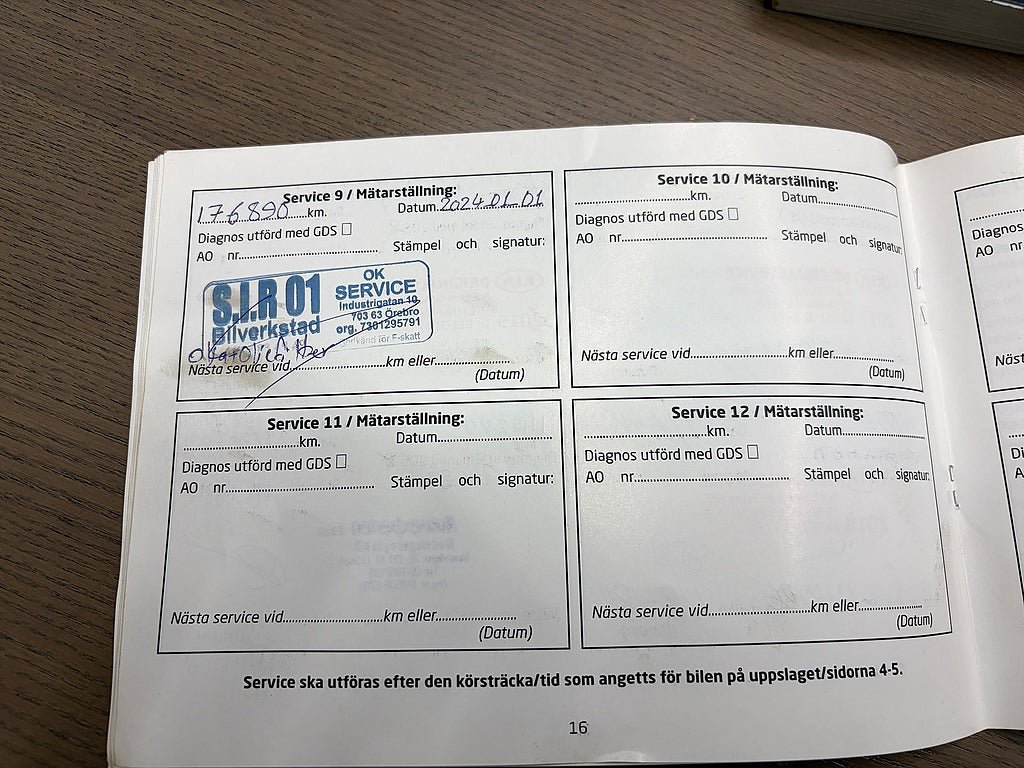 Service 9 / Mätarställning:
176890 km. Datum 2024.01.01
Diagnos utförd med GDS
AO nr. Stämpel och signatur:
S.I.R 01
Bilverkstad
OK
SERVICE
Industrigatan 10
703 63 Örebro
org. 7301295791
för F-skatt
Nästa service vid km eller
(Datum)
Service 10 / Mätarställning:
km. Datum
Diagnos utförd med GDS
AO nr. Stämpel och signatur:
Nästa service vid km eller
(Datum)
Service 11 / Mätarställning:
km. Datum
Diagnos utförd med GDS
AO nr. Stämpel och signatur:
Nästa service vid km eller
(Datum)
Service 12 / Mätarställning:
km. Datum
Diagnos utförd med GDS
AO nr. Stämpel och signatur:
Nästa service vid km eller
(Datum)
Service ska utföras efter den körsträcka/tid som angetts för bilen på uppslaget/sidorna 4-5.
16
Diagnos
AO nr